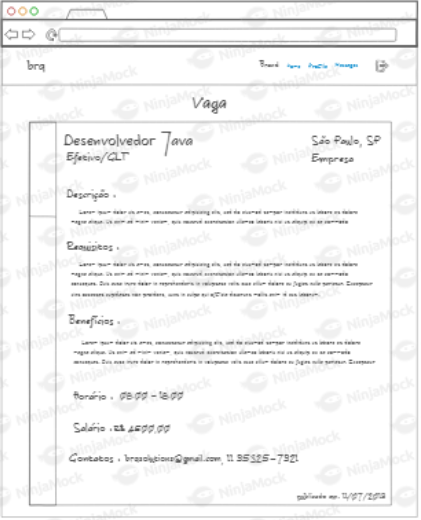 brq
Brand Home Profile Messages
Vaga
Desenvolvedor Java
São Paulo, SP
Efetivo/CLT
Empresa
Descrição :
Lorem ipsum dolor sit amet, consectetur adipiscing elit, sed do eiusmod tempor incididunt ut labore et dolore
magna aliqua. Ut enim ad minim veniam, quis nostrud exercitation ullamco laboris nisi ut aliquip ex ea commodo
Requisitos :
Lorem ipsum dolor sit amet, consectetur adipiscing elit, sed do eiusmod tempor incididunt ut labore et dolore
magna aliqua. Ut enim ad minim veniam, quis nostrud exercitation ullamco laboris nisi ut aliquip ex ea commodo
consequat. Duis aute irure dolor in reprehenderit in voluptate velit esse cillum dolore eu fugiat nulla pariatur. Excepteur
sint occaecat cupidatat non proident, sunt in culpa qui officia deserunt mollit anim id est laborum.
Benefícios :
Lorem ipsum dolor sit amet, consectetur adipiscing elit, sed do eiusmod tempor incididunt ut labore et dolore
magna aliqua. Ut enim ad minim veniam, quis nostrud exercitation ullamco laboris nisi ut aliquip ex ea commodo
consequat. Duis aute irure dolor in reprehenderit in voluptate velit esse cillum dolore eu fugiat nulla pariatur. Excepteur
Horário : 09:00 - 18:00
Salário : R$ 4500,00
Contatos : brqsolutions@gmail.com, 11 95325-7921
publicado em: 11/07/2018
NinjaMock